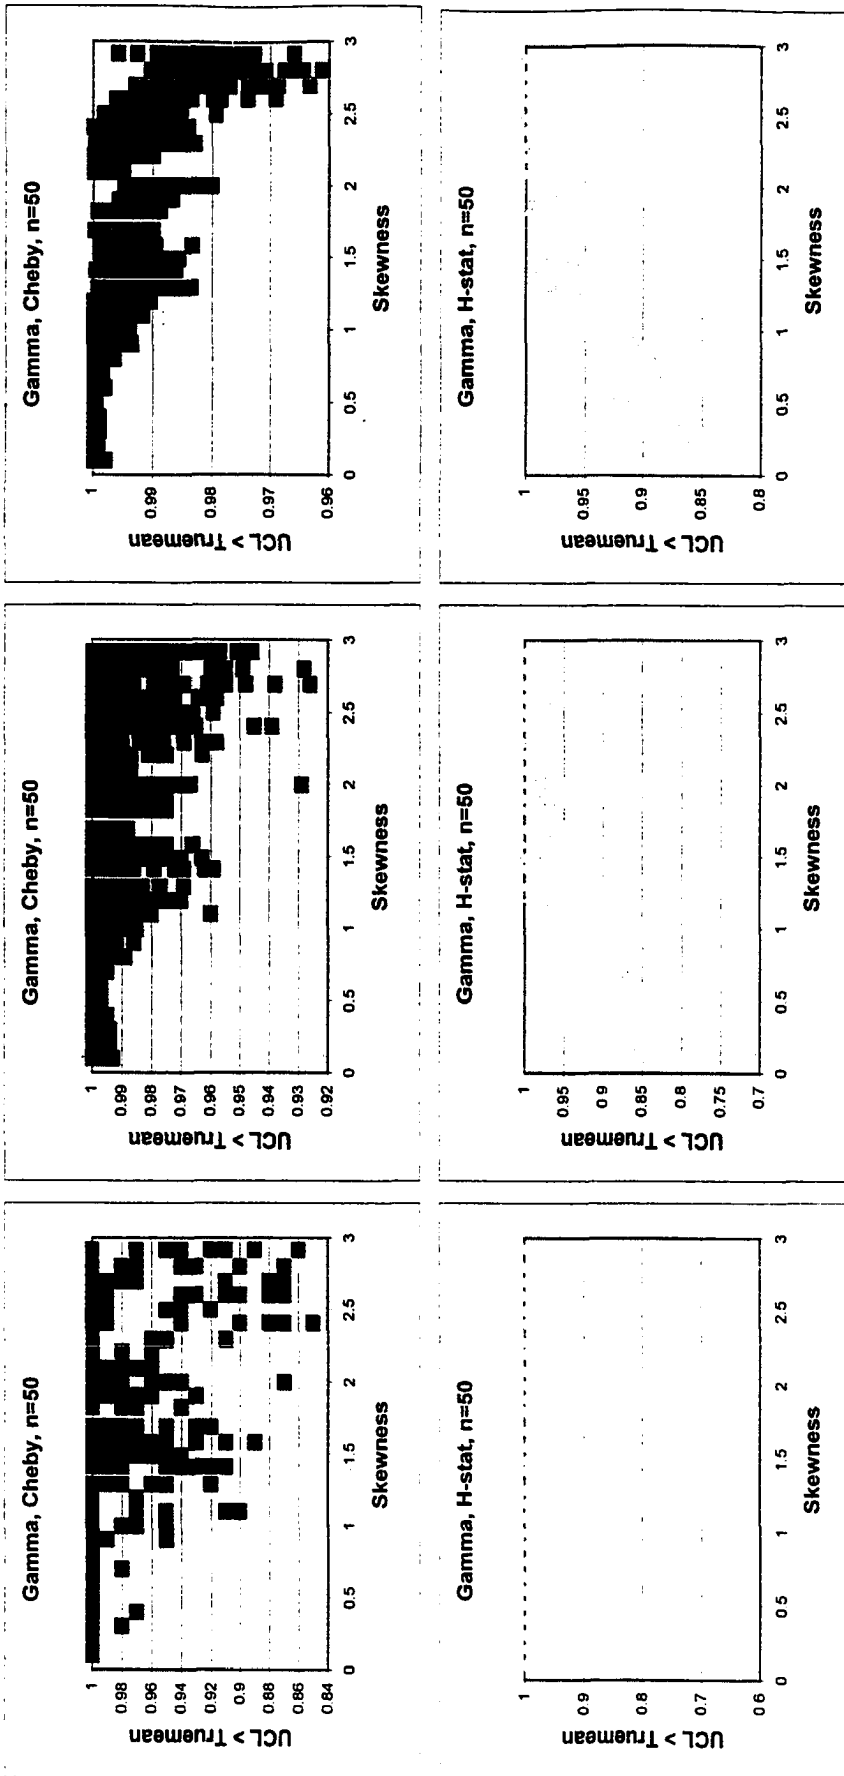 Gamma, Cheby, n=50
UCL > Truemean
1
0.98
0.96
0.94
0.92
0.9
0.88
0.86
0.84
0 0.5 1 1.5 2 2.5 3
Skewness
Gamma, Cheby, n=50
UCL > Truemean
1
0.99
0.98
0.97
0.96
0.95
0.94
0.93
0.92
0 0.5 1 1.5 2 2.5 3
Skewness
Gamma, Cheby, n=50
UCL > Truemean
1
0.99
0.98
0.97
0.96
0 0.5 1 1.5 2 2.5 3
Skewness
Gamma, H-stat, n=50
UCL > Truemean
1
0.9
0.8
0.7
0.6
0 0.5 1 1.5 2 2.5 3
Skewness
Gamma, H-stat, n=50
UCL > Truemean
1
0.95
0.9
0.85
0.8
0.75
0.7
0 0.5 1 1.5 2 2.5 3
Skewness
Gamma, H-stat, n=50
UCL > Truemean
1
0.95
0.9
0.85
0.8
0 0.5 1 1.5 2 2.5 3
Skewness